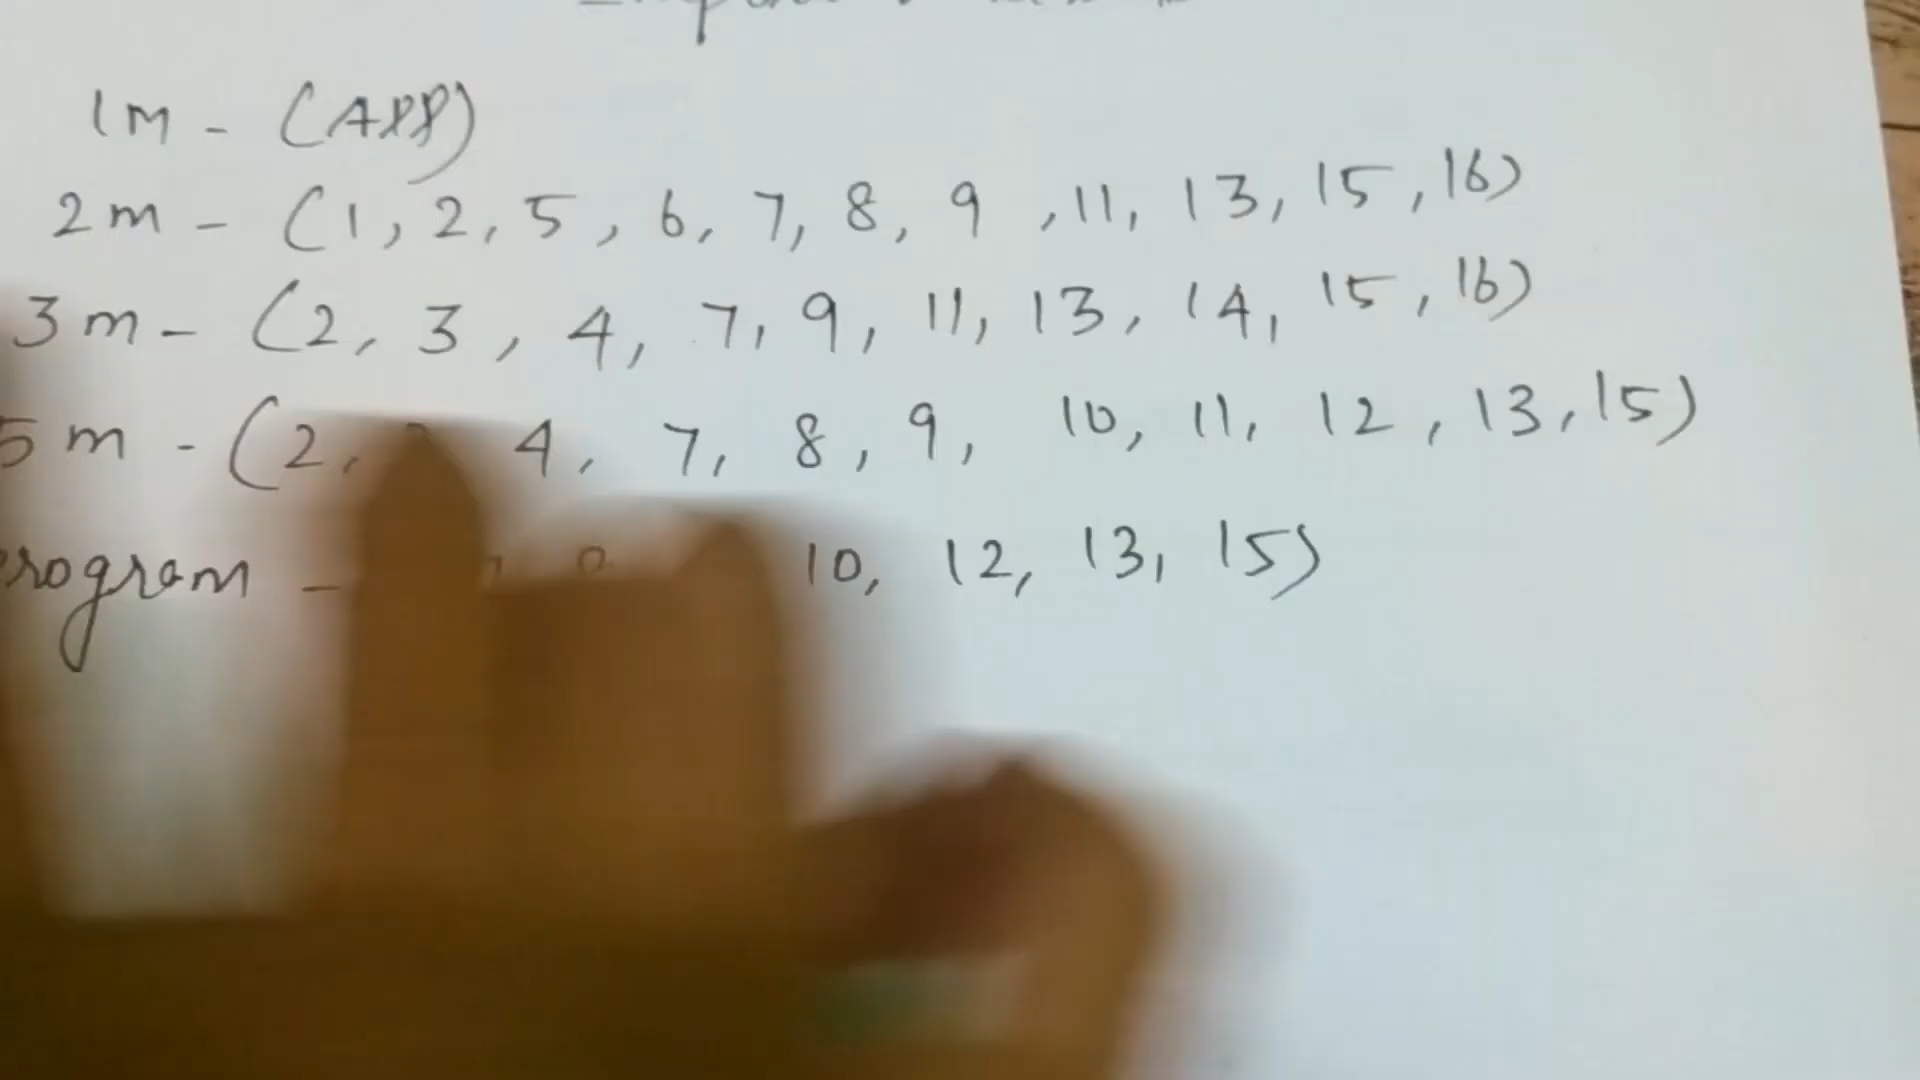 1M - (APP)
2m - (1, 2, 5, 6, 7, 8, 9, 11, 13, 15, 16)
3m - (2, 3, 4, 7, 9, 11, 13, 14, 15, 16)
5m - (2, 4, 7, 8, 9, 10, 11, 12, 13, 15)
rogram - 10, 12, 13, 15)